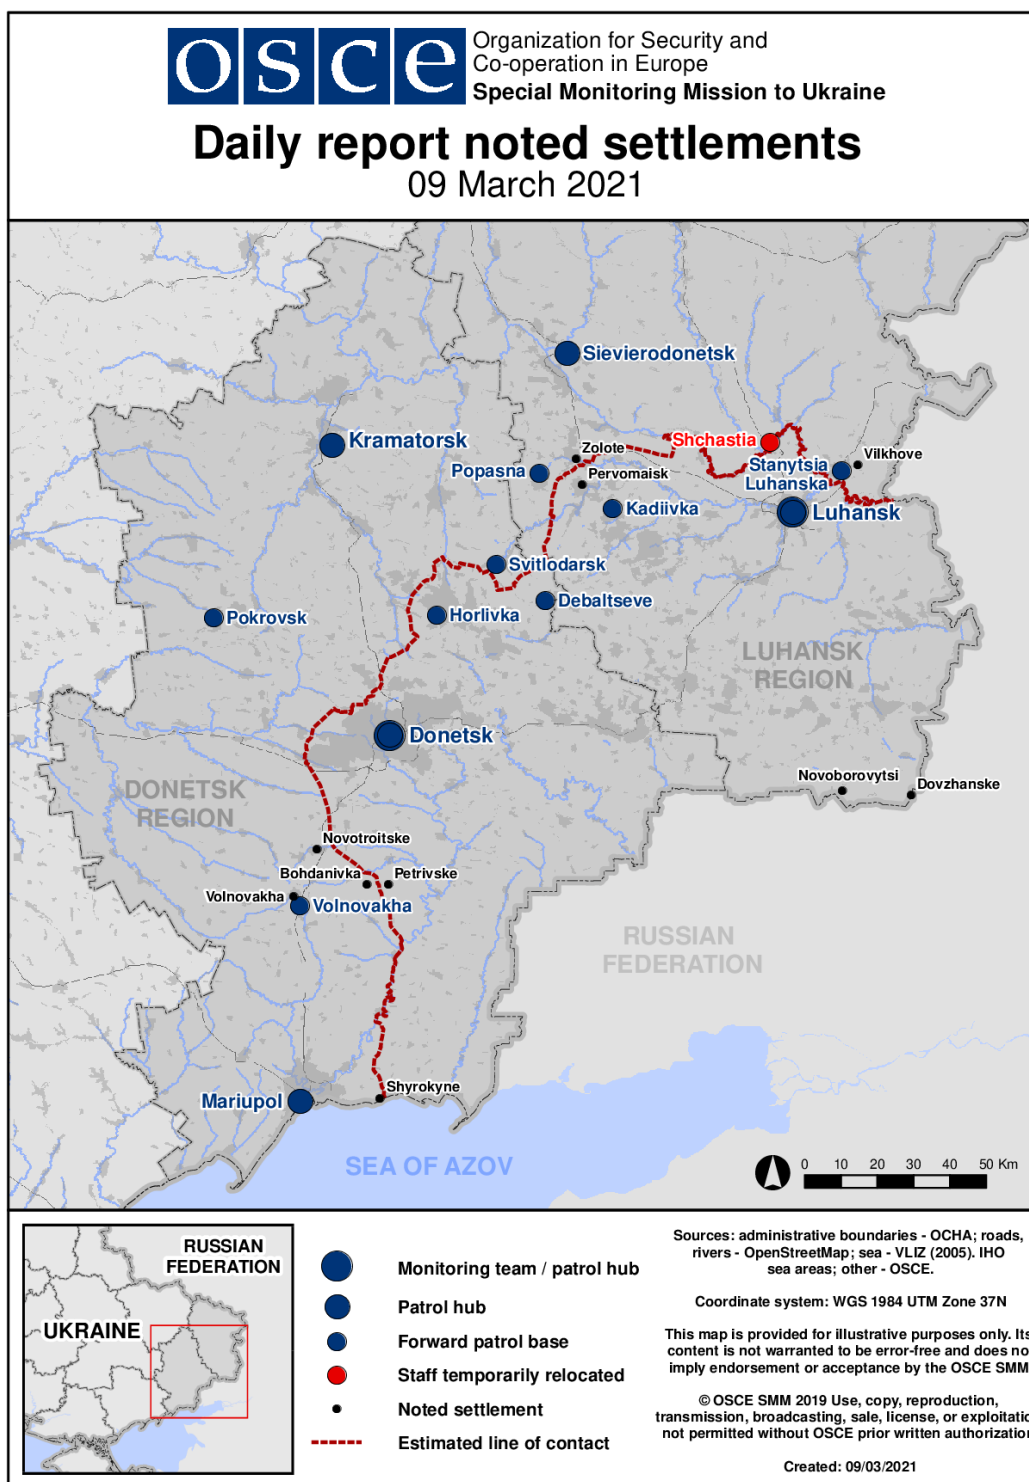 osce
Organization for Security and
Co-operation in Europe
Special Monitoring Mission to Ukraine
Daily report noted settlements
09 March 2021
Sievierodonetsk
Kramatorsk
Shchastia
Zolote
Vilkhove
Popasna
Stanytsia
Luhanska
Pervomaisk
Kadiivka
Luhansk
Svitlodarsk
Debaltseve
Pokrovsk
Horlivka
LUHANSK
REGION
Donetsk
Novoborovytsi
Dovzhanske
DONETSK
REGION
Novotroitske
Bohdanivka
Petrivske
Volnovakha
Volnovakha
RUSSIAN
FEDERATION
Shyrokyne
Mariupol
SEA OF AZOV
0 10 20 30 40 50 Km
RUSSIAN
FEDERATION
UKRAINE
Monitoring team / patrol hub
Patrol hub
Forward patrol base
Staff temporarily relocated
Noted settlement
Estimated line of contact
Sources: administrative boundaries - OCHA; roads,
rivers - OpenStreetMap; sea - VLIZ (2005). IHO
sea areas; other - OSCE.
Coordinate system: WGS 1984 UTM Zone 37N
This map is provided for illustrative purposes only. Its
content is not warranted to be error-free and does no
imply endorsement or acceptance by the OSCE SMM
© OSCE SMM 2019 Use, copy, reproduction,
transmission, broadcasting, sale, license, or exploitatio
not permitted without OSCE prior written authorization
Created: 09/03/2021